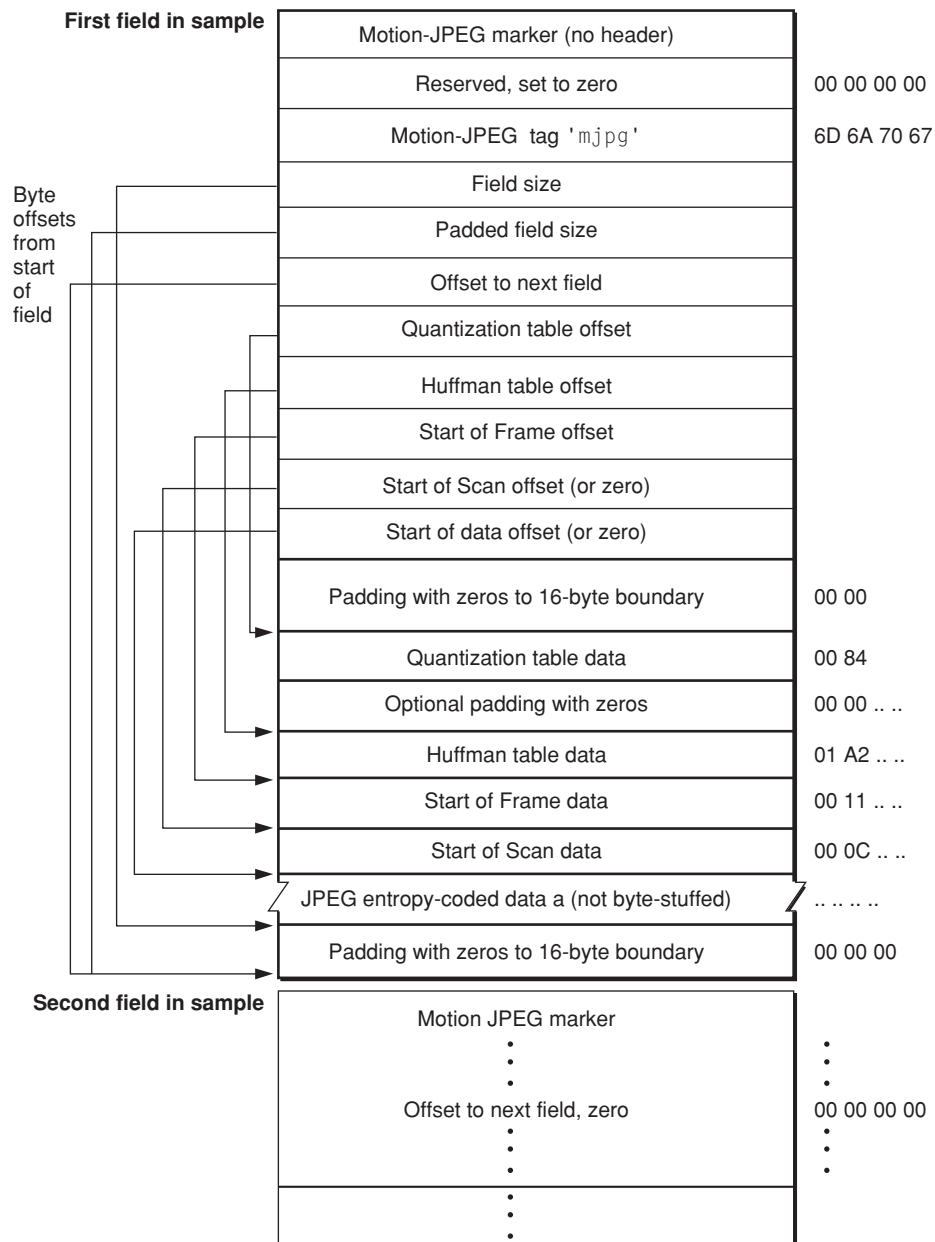 First field in sample
Motion-JPEG marker (no header)
Reserved, set to zero 00 00 00 00
Motion-JPEG tag 'mjpg' 6D 6A 70 67
Byte
offsets
from
start
of
field
Field size
Padded field size
Offset to next field
Quantization table offset
Huffman table offset
Start of Frame offset
Start of Scan offset (or zero)
Start of data offset (or zero)
Padding with zeros to 16-byte boundary 00 00
Quantization table data 00 84
Optional padding with zeros 00 00 .. ..
Huffman table data 01 A2 .. ..
Start of Frame data 00 11 .. ..
Start of Scan data 00 0C .. ..
JPEG entropy-coded data a (not byte-stuffed) .. .. .. ..
Padding with zeros to 16-byte boundary 00 00 00
Second field in sample
Motion JPEG marker
Offset to next field, zero 00 00 00 00